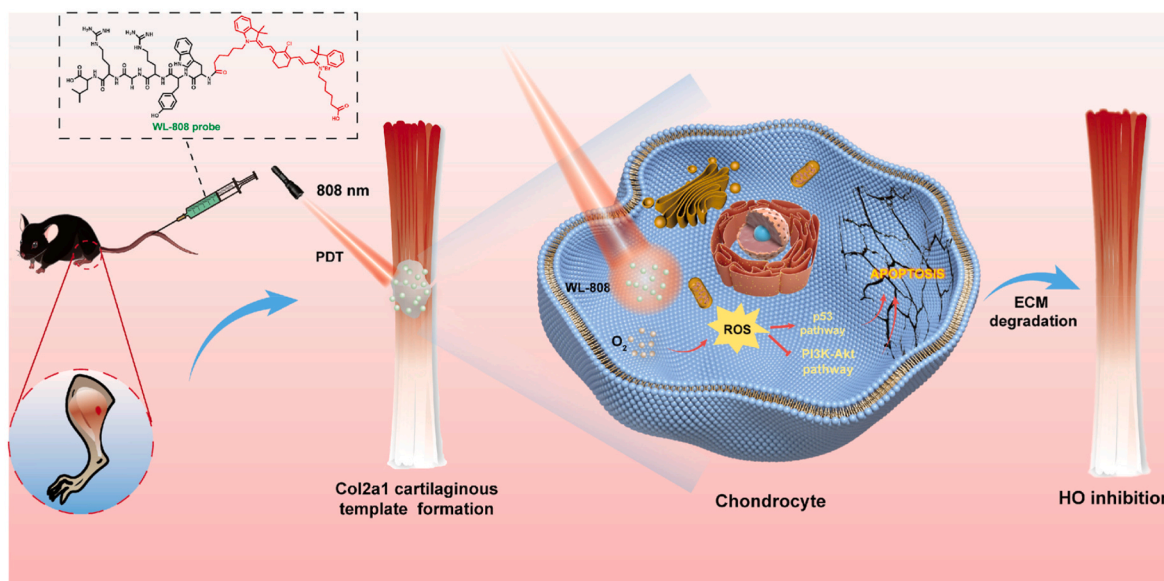 WL-808 probe
808 nm
PDT
Col2a1 cartilaginous
template formation
WL-808
O2
ROS
p53
pathway
PI3K-Akt
pathway
APOPTOSIS
Chondrocyte
ECM
degradation
HO inhibition